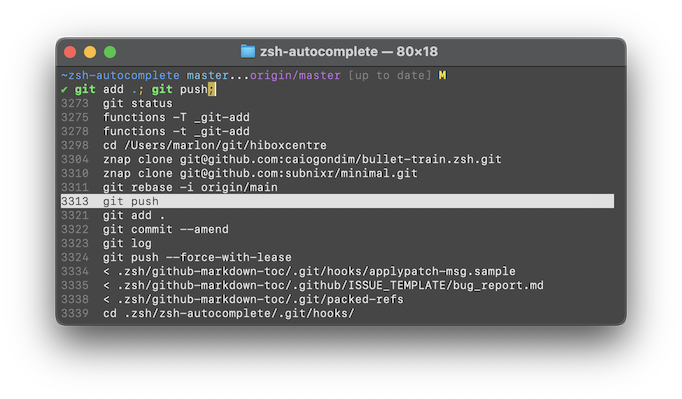 zsh-autocomplete — 80×18
~zsh-autocomplete master...origin/master [up to date] M
✔ git add .; git push;
3273 git status
3275 functions -T _git-add
3278 functions -t _git-add
3298 cd /Users/marlon/git/hiboxcentre
3304 znap clone git@github.com:caiogondim/bullet-train.zsh.git
3310 znap clone git@github.com:subnixr/minimal.git
3311 git rebase -i origin/main
3313 git push
3321 git add .
3322 git commit --amend
3323 git log
3324 git push --force-with-lease
3334 < .zsh/github-markdown-toc/.git/hooks/applypatch-msg.sample
3335 < .zsh/github-markdown-toc/.github/ISSUE_TEMPLATE/bug_report.md
3338 < .zsh/github-markdown-toc/.git/packed-refs
3339 cd .zsh/zsh-autocomplete/.git/hooks/